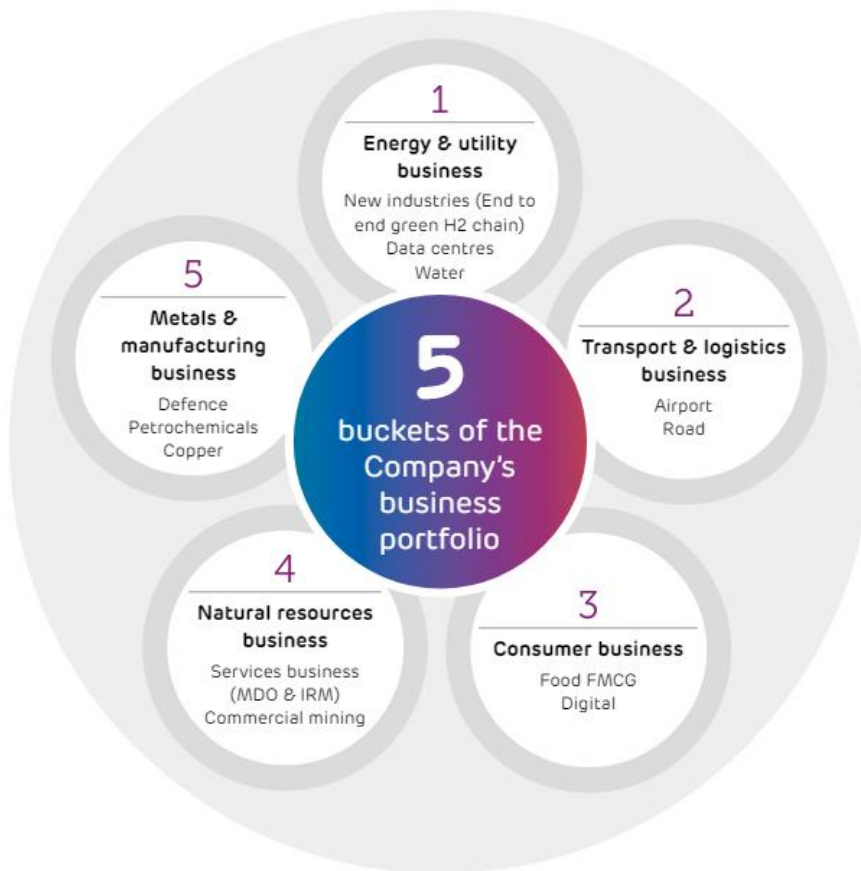 1
Energy & utility
business
New industries (End to
end green H2 chain)
Data centres
Water
2
Transport & logistics
business
Airport
Road
3
Consumer business
Food FMCG
Digital
4
Natural resources
business
Services business
(MDO & IRM)
Commercial mining
5
Metals &
manufacturing
business
Defence
Petrochemicals
Copper
5
buckets of the
Company's
business
portfolio